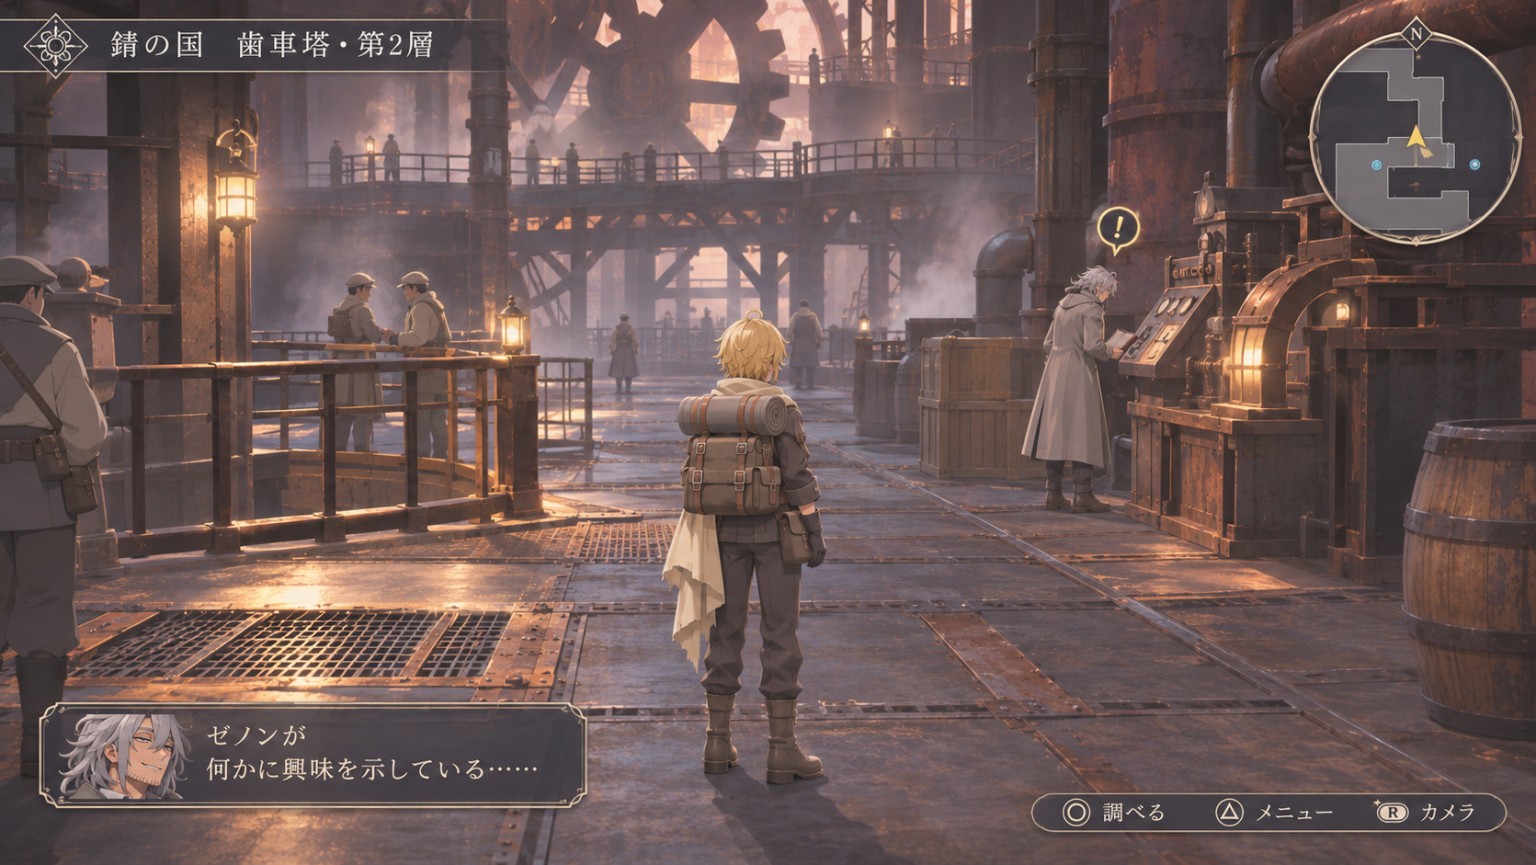 錆の国　歯車塔・第2層
N
!
ゼノンが
何かに興味を示している……
調べる
メニュー
R カメラ